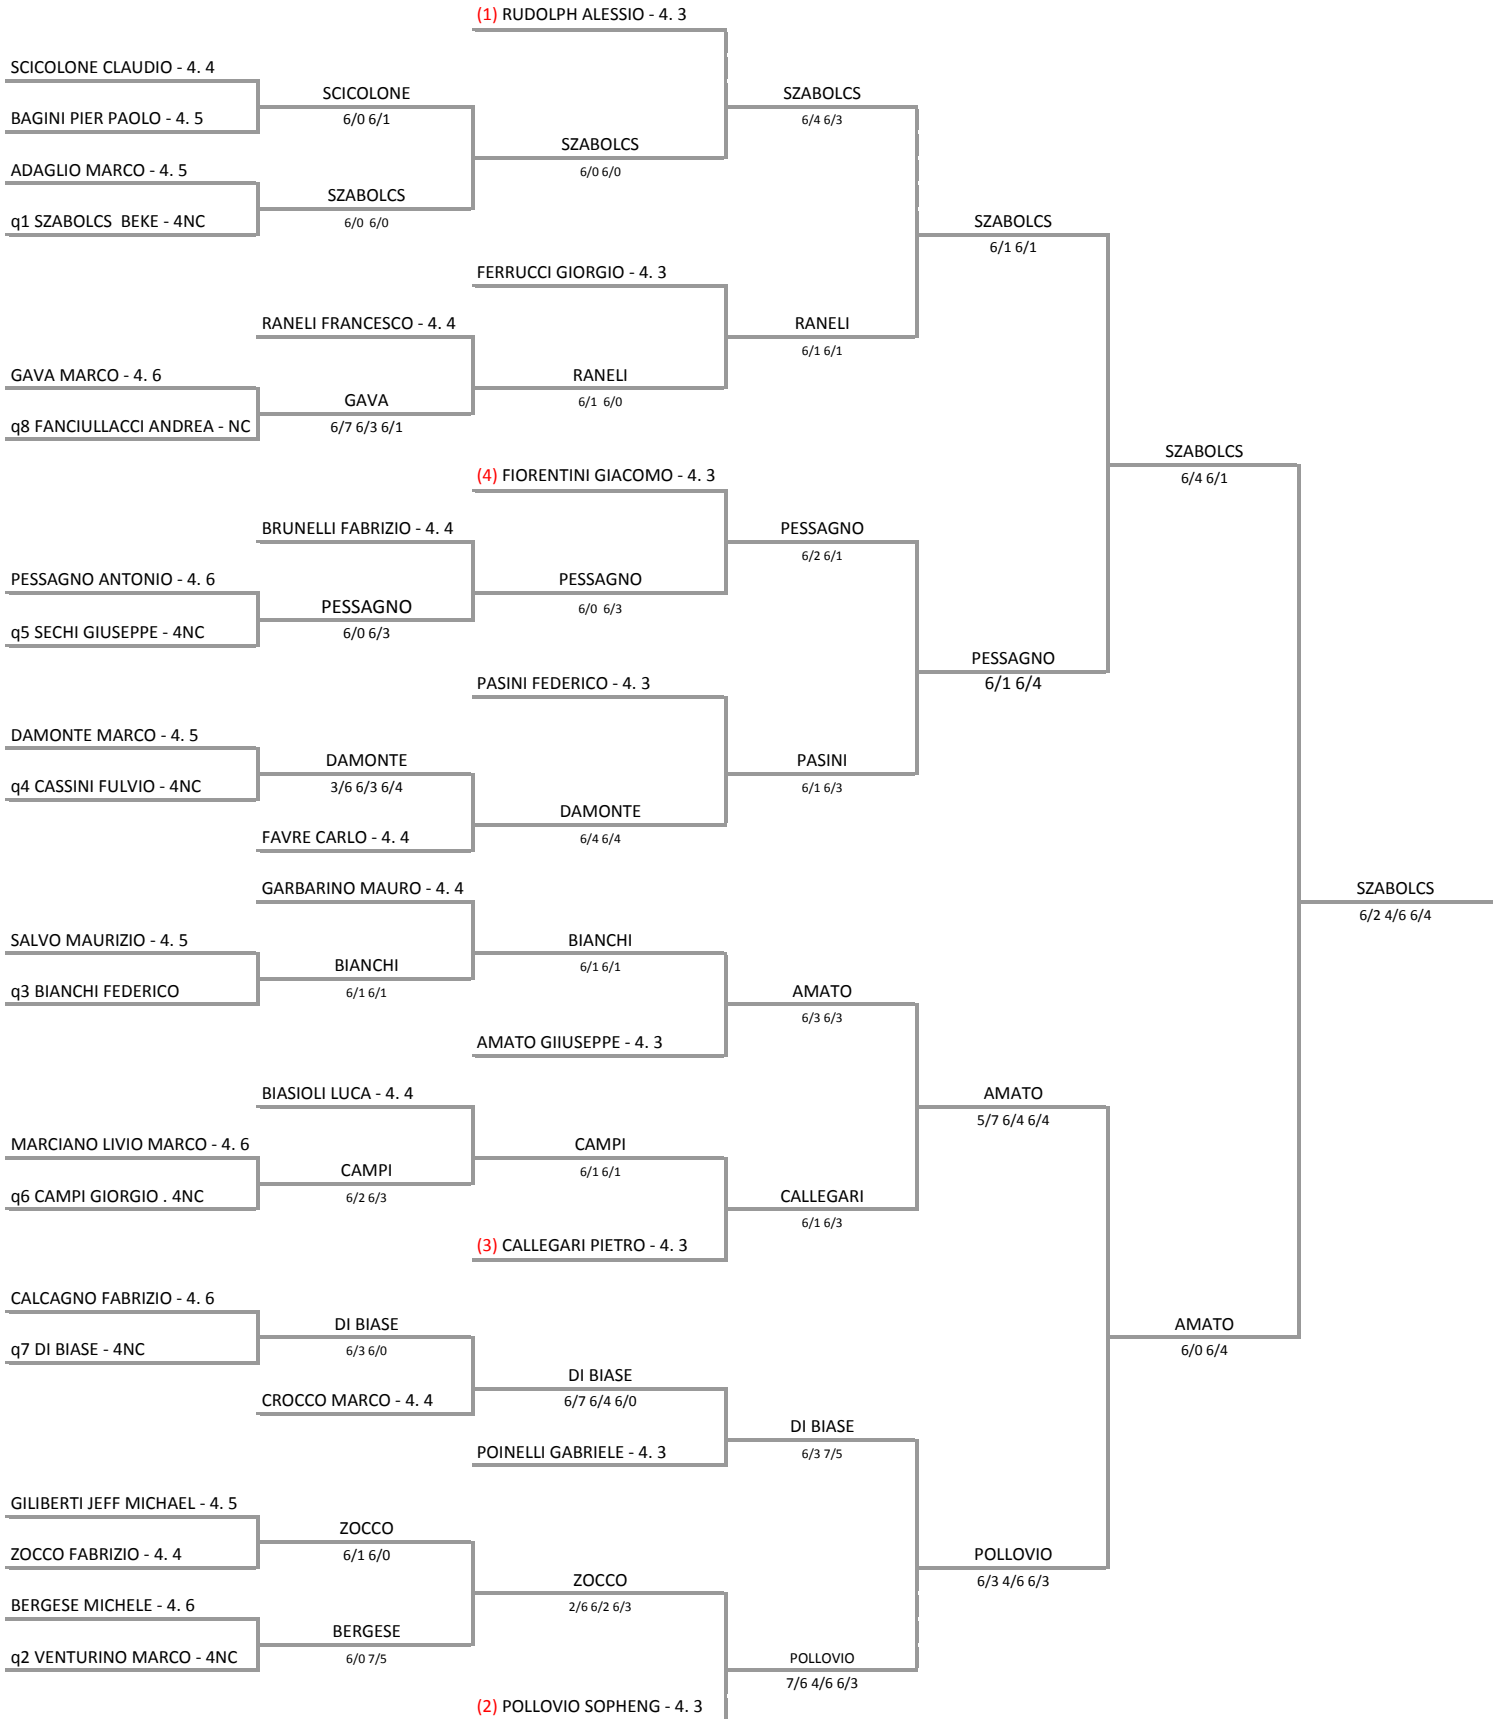 (1) RUDOLPH ALESSIO - 4. 3
SCICOLONE CLAUDIO - 4. 4
SCICOLONE
6/0 6/1
SZABOLCS
6/4 6/3
BAGINI PIER PAOLO - 4. 5
SZABOLCS
6/0 6/0
ADAGLIO MARCO - 4. 5
SZABOLCS
6/0 6/0
q1 SZABOLCS BEKE - 4NC
SZABOLCS
6/1 6/1
FERRUCCI GIORGIO - 4. 3
RANELI FRANCESCO - 4. 4
RANELI
6/1 6/1
GAVA MARCO - 4. 6
RANELI
6/1 6/0
GAVA
6/7 6/3 6/1
q8 FANCIULLACCI ANDREA - NC
SZABOLCS
6/4 6/1
(4) FIORENTINI GIACOMO - 4. 3
BRUNELLI FABRIZIO - 4. 4
PESSAGNO
6/2 6/1
PESSAGNO ANTONIO - 4. 6
PESSAGNO
6/0 6/3
PESSAGNO
6/0 6/3
q5 SECHI GIUSEPPE - 4NC
PESSAGNO
6/1 6/4
PASINI FEDERICO - 4. 3
DAMONTE MARCO - 4. 5
DAMONTE
3/6 6/3 6/4
PASINI
6/1 6/3
q4 CASSINI FULVIO - 4NC
DAMONTE
6/4 6/4
FAVRE CARLO - 4. 4
GARBARINO MAURO - 4. 4
SZABOLCS
6/2 4/6 6/4
SALVO MAURIZIO - 4. 5
BIANCHI
6/1 6/1
BIANCHI
6/1 6/1
q3 BIANCHI FEDERICO
AMATO
6/3 6/3
AMATO GIIUSEPPE - 4. 3
BIASIOLI LUCA - 4. 4
AMATO
5/7 6/4 6/4
MARCIANO LIVIO MARCO - 4. 6
CAMPI
6/1 6/1
CAMPI
6/2 6/3
q6 CAMPI GIORGIO . 4NC
CALLEGARI
6/1 6/3
(3) CALLEGARI PIETRO - 4. 3
CALCAGNO FABRIZIO - 4. 6
DI BIASE
6/3 6/0
AMATO
6/0 6/4
q7 DI BIASE - 4NC
DI BIASE
6/7 6/4 6/0
CROCCO MARCO - 4. 4
DI BIASE
6/3 7/5
POINELLI GABRIELE - 4. 3
GILIBERTI JEFF MICHAEL - 4. 5
ZOCCO
6/1 6/0
ZOCCO FABRIZIO - 4. 4
POLLOVIO
6/3 4/6 6/3
ZOCCO
2/6 6/2 6/3
BERGESE MICHELE - 4. 6
BERGESE
6/0 7/5
q2 VENTURINO MARCO - 4NC
POLLOVIO
7/6 4/6 6/3
(2) POLLOVIO SOPHENG - 4. 3